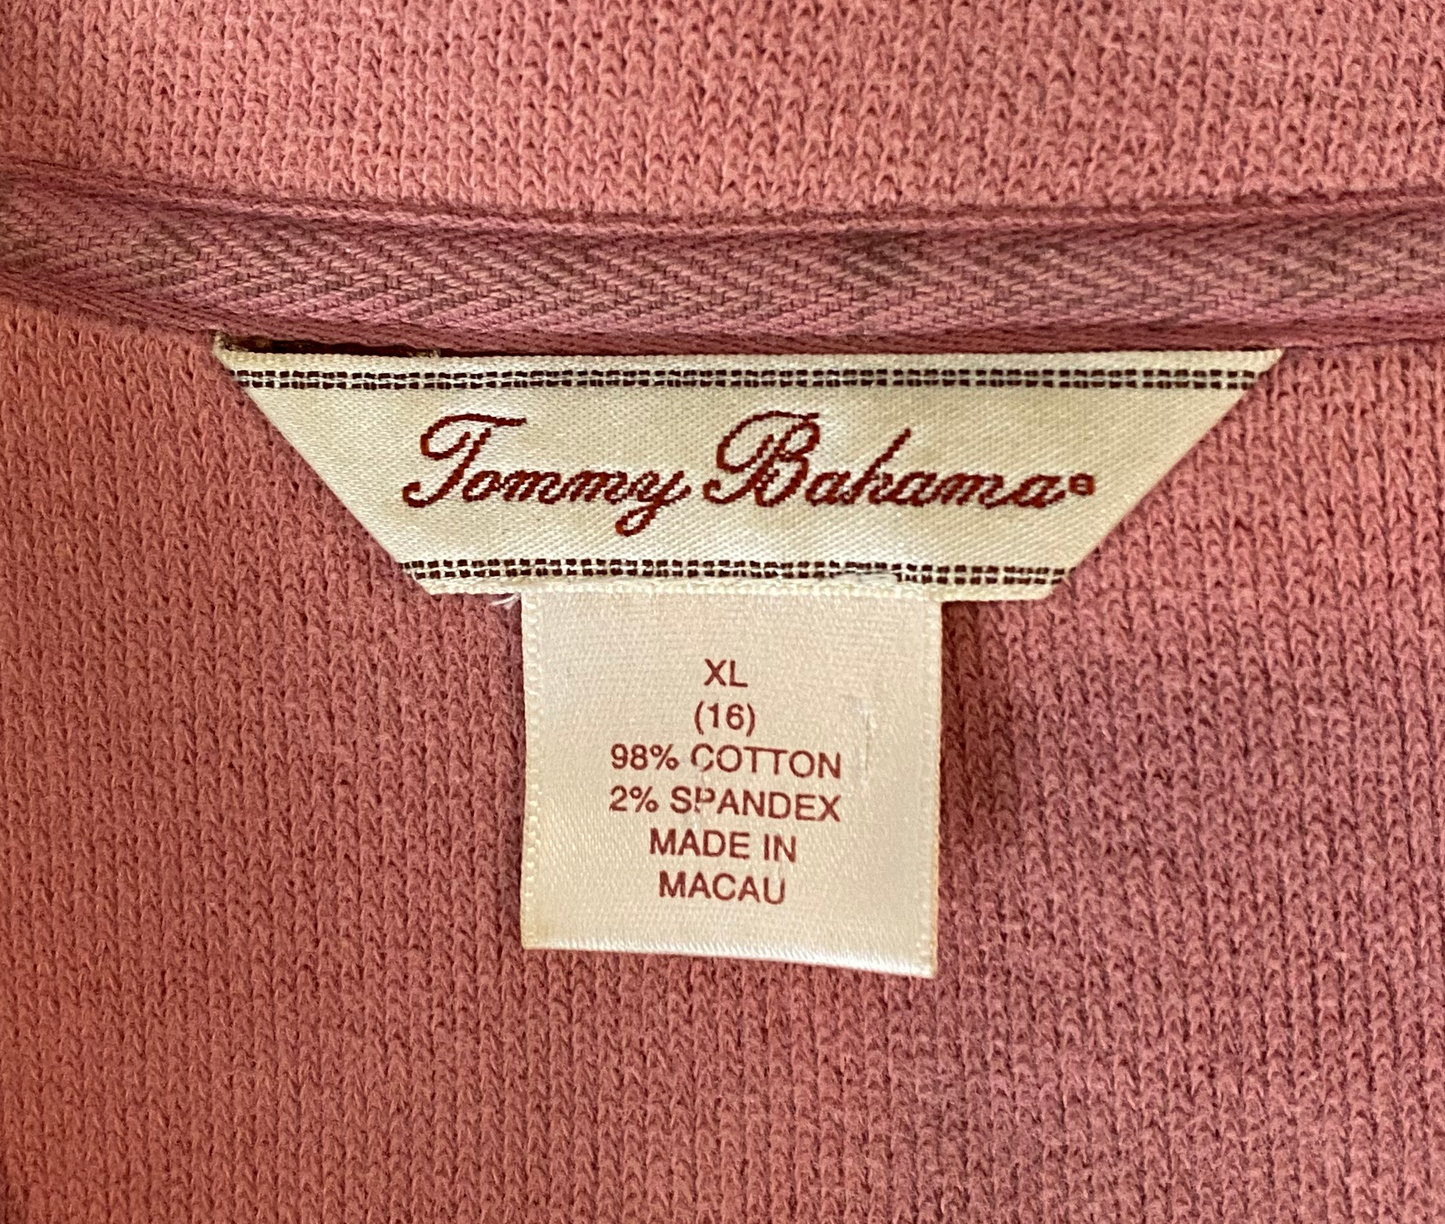 Tommy Bahama®
XL
(16)
98% COTTON
2% SPANDEX
MADE IN
MACAU